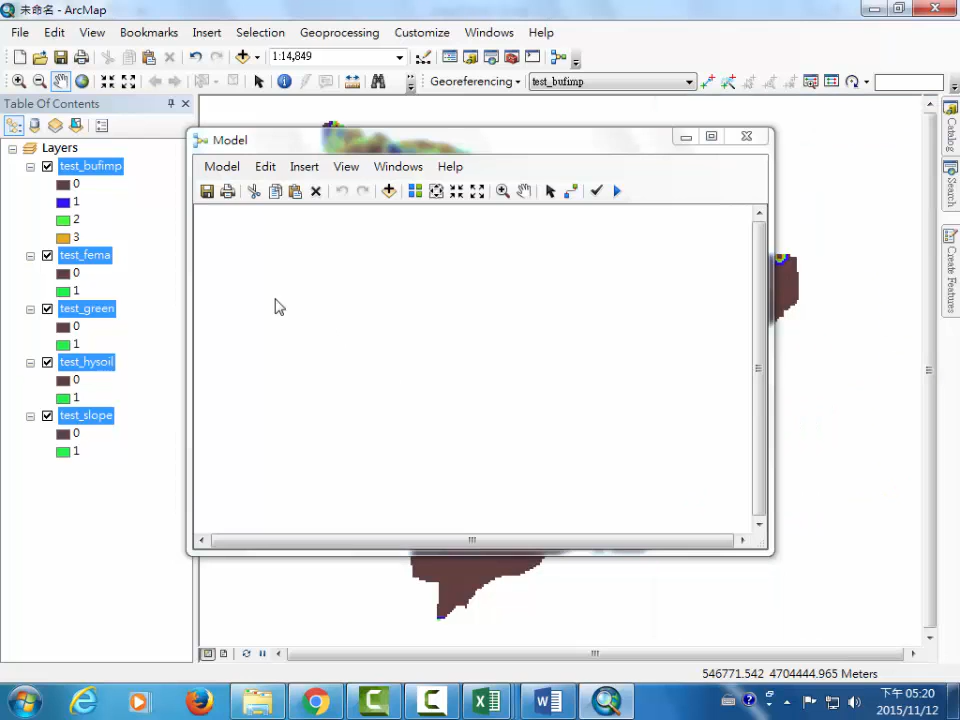 未命名 - ArcMap
File Edit View Bookmarks Insert Selection Geoprocessing Customize Windows Help
1:14,849
Georeferencing test_bufimp
Table Of Contents
Layers
test_bufimp
0
1
2
3
test_fema
0
1
test_green
0
1
test_hysoil
0
1
test_slope
0
1
Model
Model Edit Insert View Windows Help
Catalog
Search
Create Features
546771.542 4704444.965 Meters
下午 05:20
2015/11/12